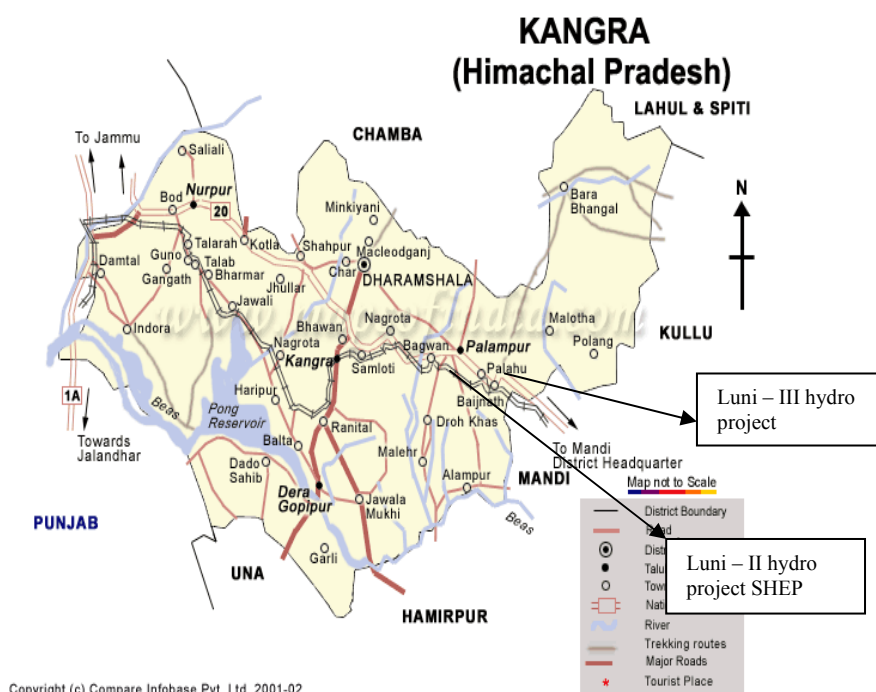 KANGRA
(Himachal Pradesh)
LAHUL & SPITI
CHAMBA
To Jammu
Saliali
Nurpur
Bod
20
Minkiyani
Bara
Bhangal
N
Talarah
Kotla
Shahpur
Macleodganj
Guno
Talab
Char
DHARAMSHALA
Damtal
Gangath
Bharmar
Jhullar
Jawali
Indora
Bhawan
Nagrota
Malotha
KULLU
Nagrota
Bagwan
Palampur
Polang
Kangra
Samloti
Palahu
1A
Haripur
Baijnath
Luni – III hydro
project
Beas
Pong
Reservoir
Ranital
Droh Khas
Towards
Jalandhar
Balta
Malehr
To Mandi
District Headquarter
Dado
Sahib
Alampur
MANDI
Map not to Scale
Dera
Gopipur
Jawala
Mukhi
Beas
PUNJAB
Garli
UNA
HAMIRPUR
District Boundary
Luni – II hydro
project SHEP
River
Trekking routes
Major Roads
Tourist Place
Copyright (c) Compare Infobase Pvt. Ltd. 2001-02